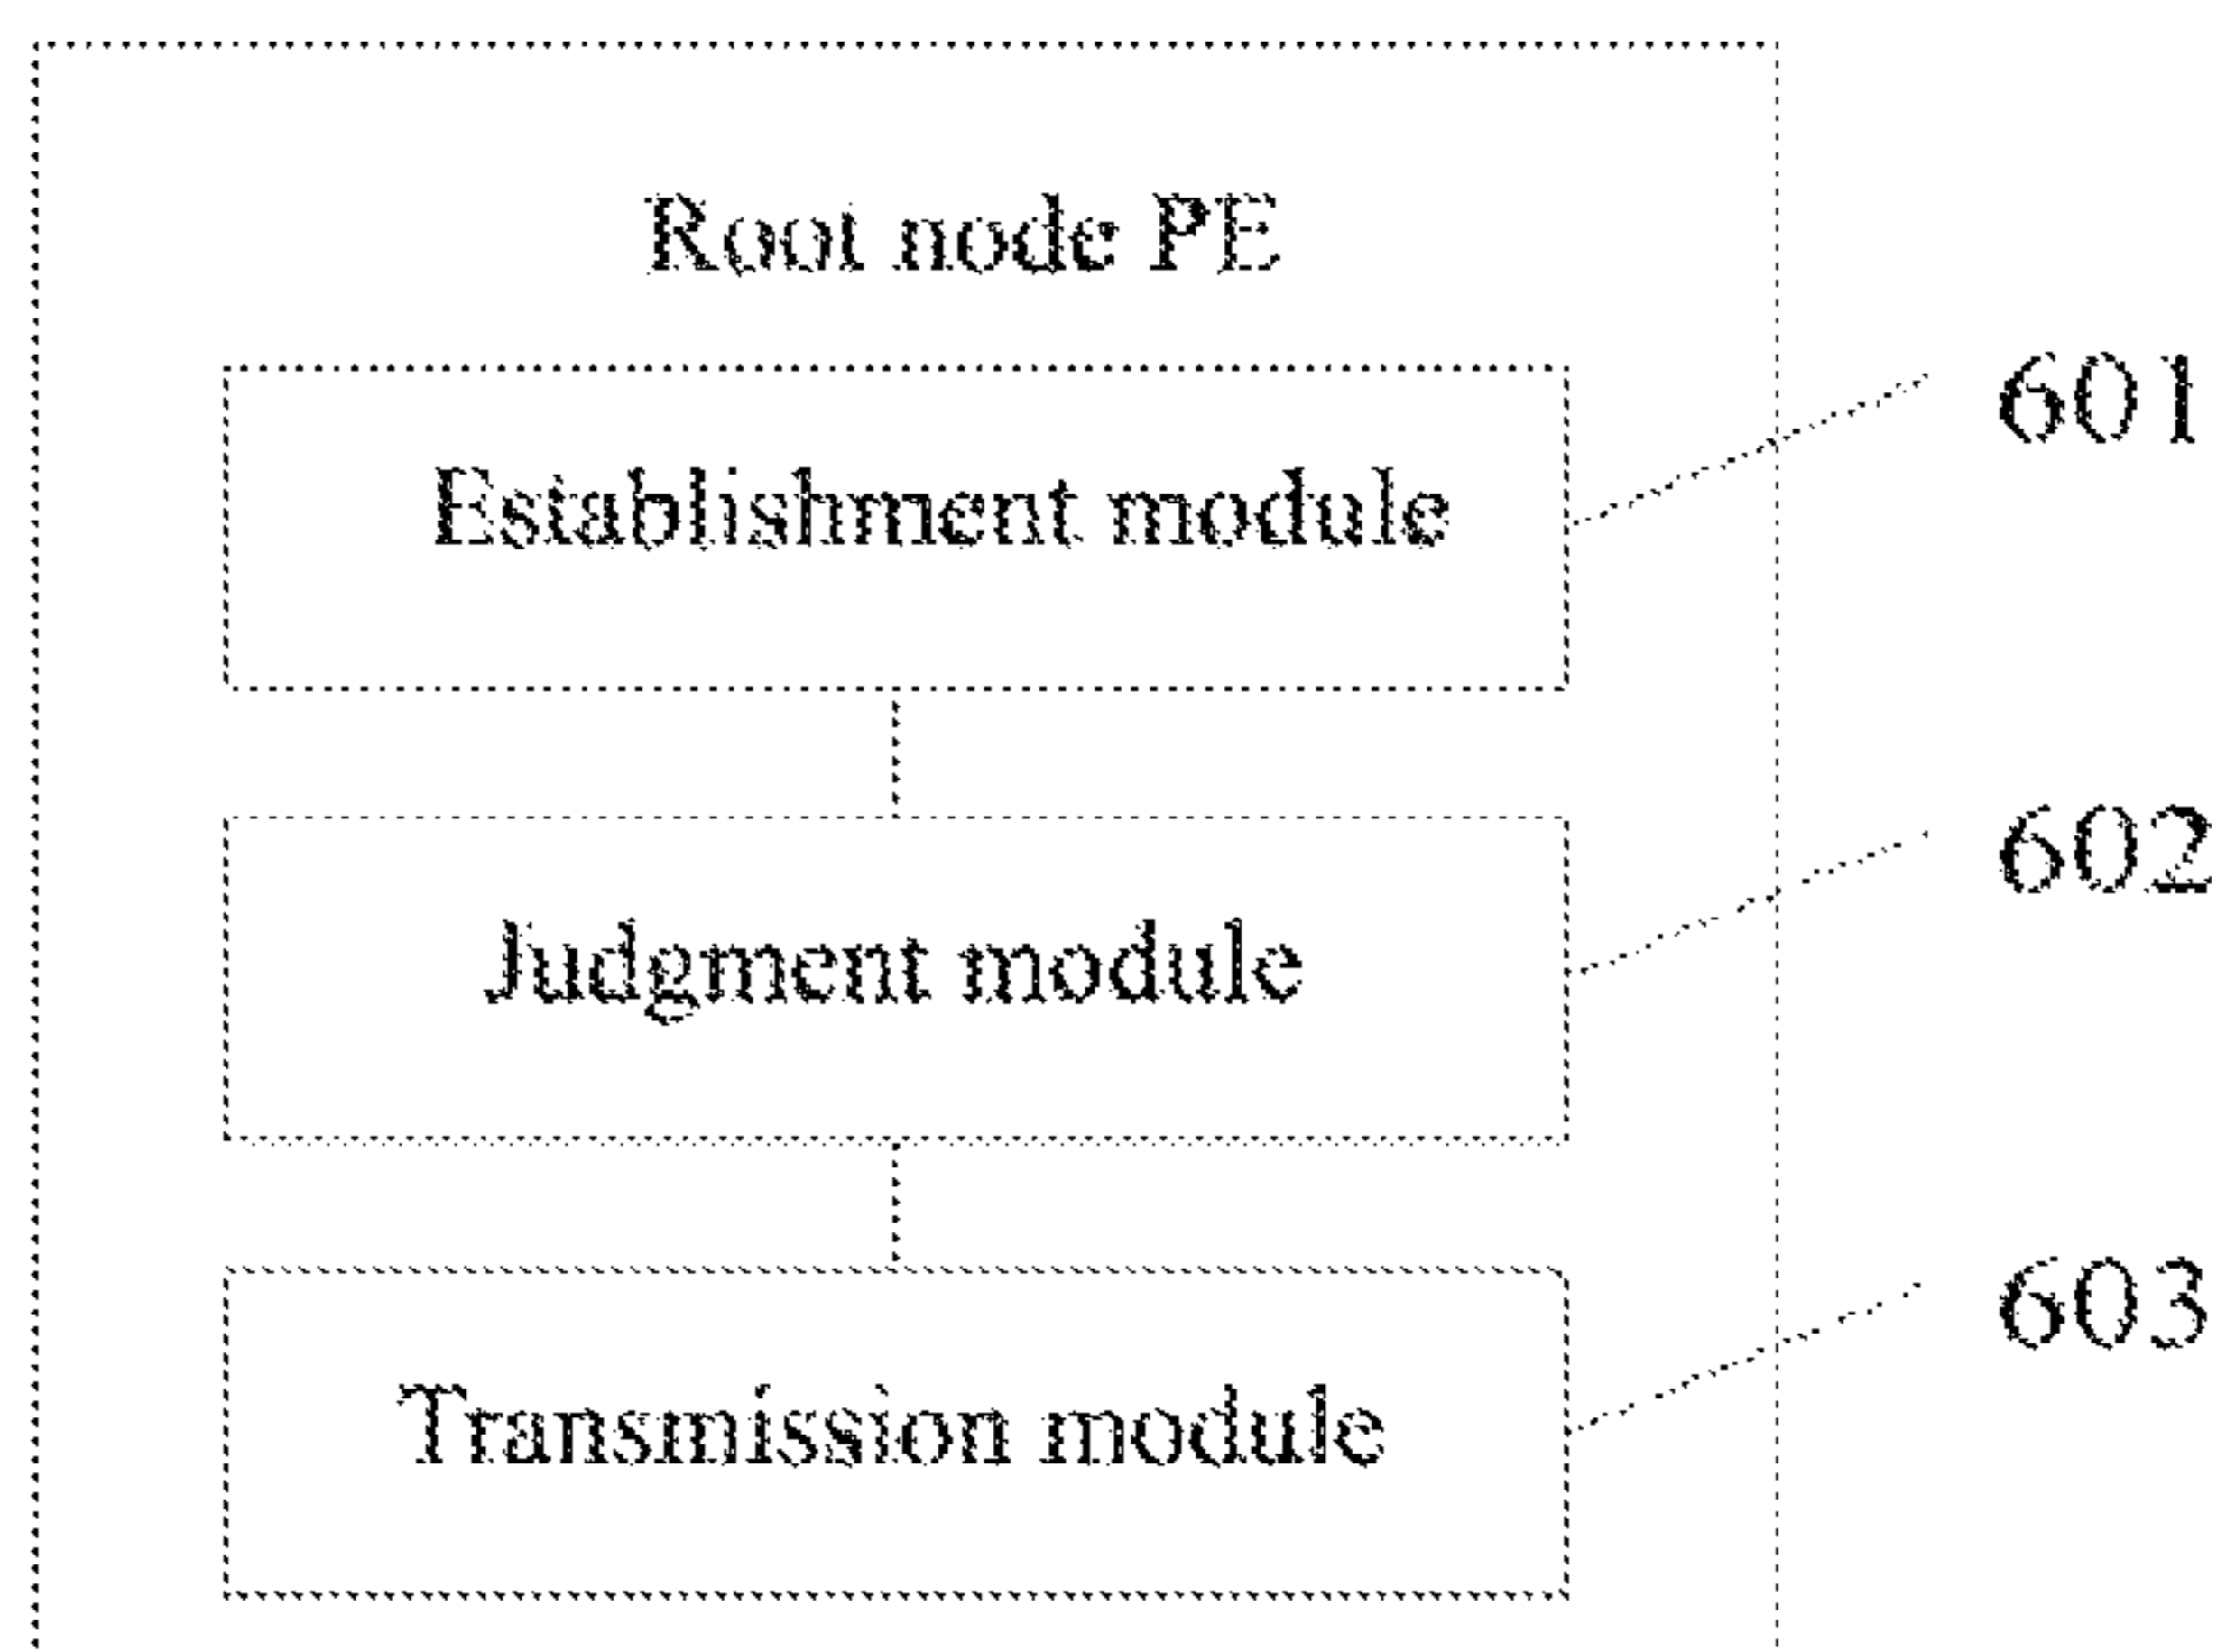 Root node PE
Establishment module
601
Judgment module
602
Transmission module
603